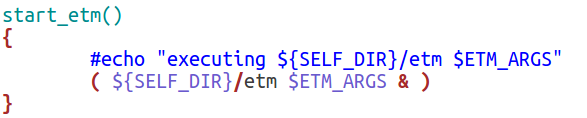 start_etm()
{
#echo "executing ${SELF_DIR}/etm $ETM_ARGS"
( ${SELF_DIR}/etm $ETM_ARGS & )
}